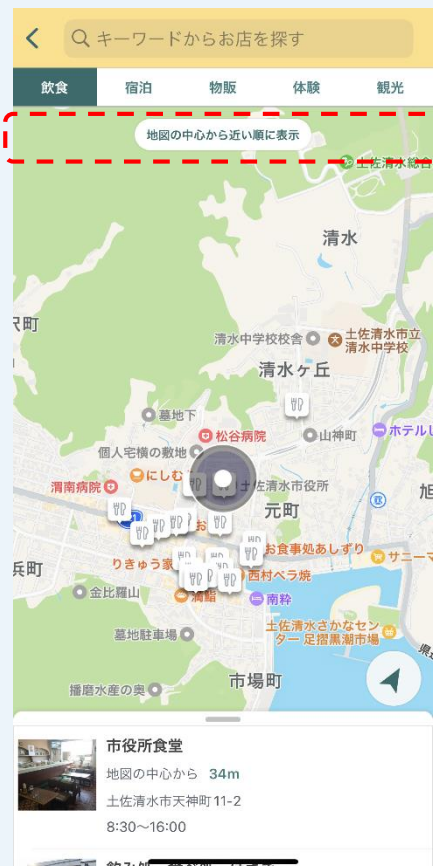 キーワードからお店を探す
飲食
宿泊
物販
体験
観光
地図の中心から近い順に表示
土佐清水総合
清水
沢町
清水中学校校舎
土佐清水市立
清水中学校
清水ヶ丘
墓地下
松谷病院
山神町
ホテル
個人宅横の敷地
にしむ
渭南病院
土佐清水市役所
旭
元町
お
お食事処あしずり
サニーマ
りきゅう家
兵町
西村ペラ焼
金比羅山
満鮨
南粋
土佐清水さかなセン
ター 足摺黒潮市場
墓地駐車場
市場町
播磨水産の奥
市役所食堂
地図の中心から 34m
土佐清水市天神町11-2
8:30～16:00